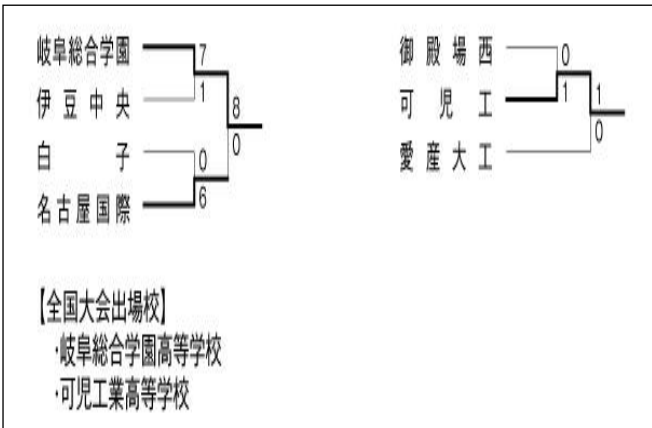 岐阜総合学園
7
伊豆中央
1
8
0
白子
0
名古屋国際
6
御殿場西
0
可児工
1
1
0
愛産大工
【全国大会出場校】
・岐阜総合学園高等学校
・可児工業高等学校